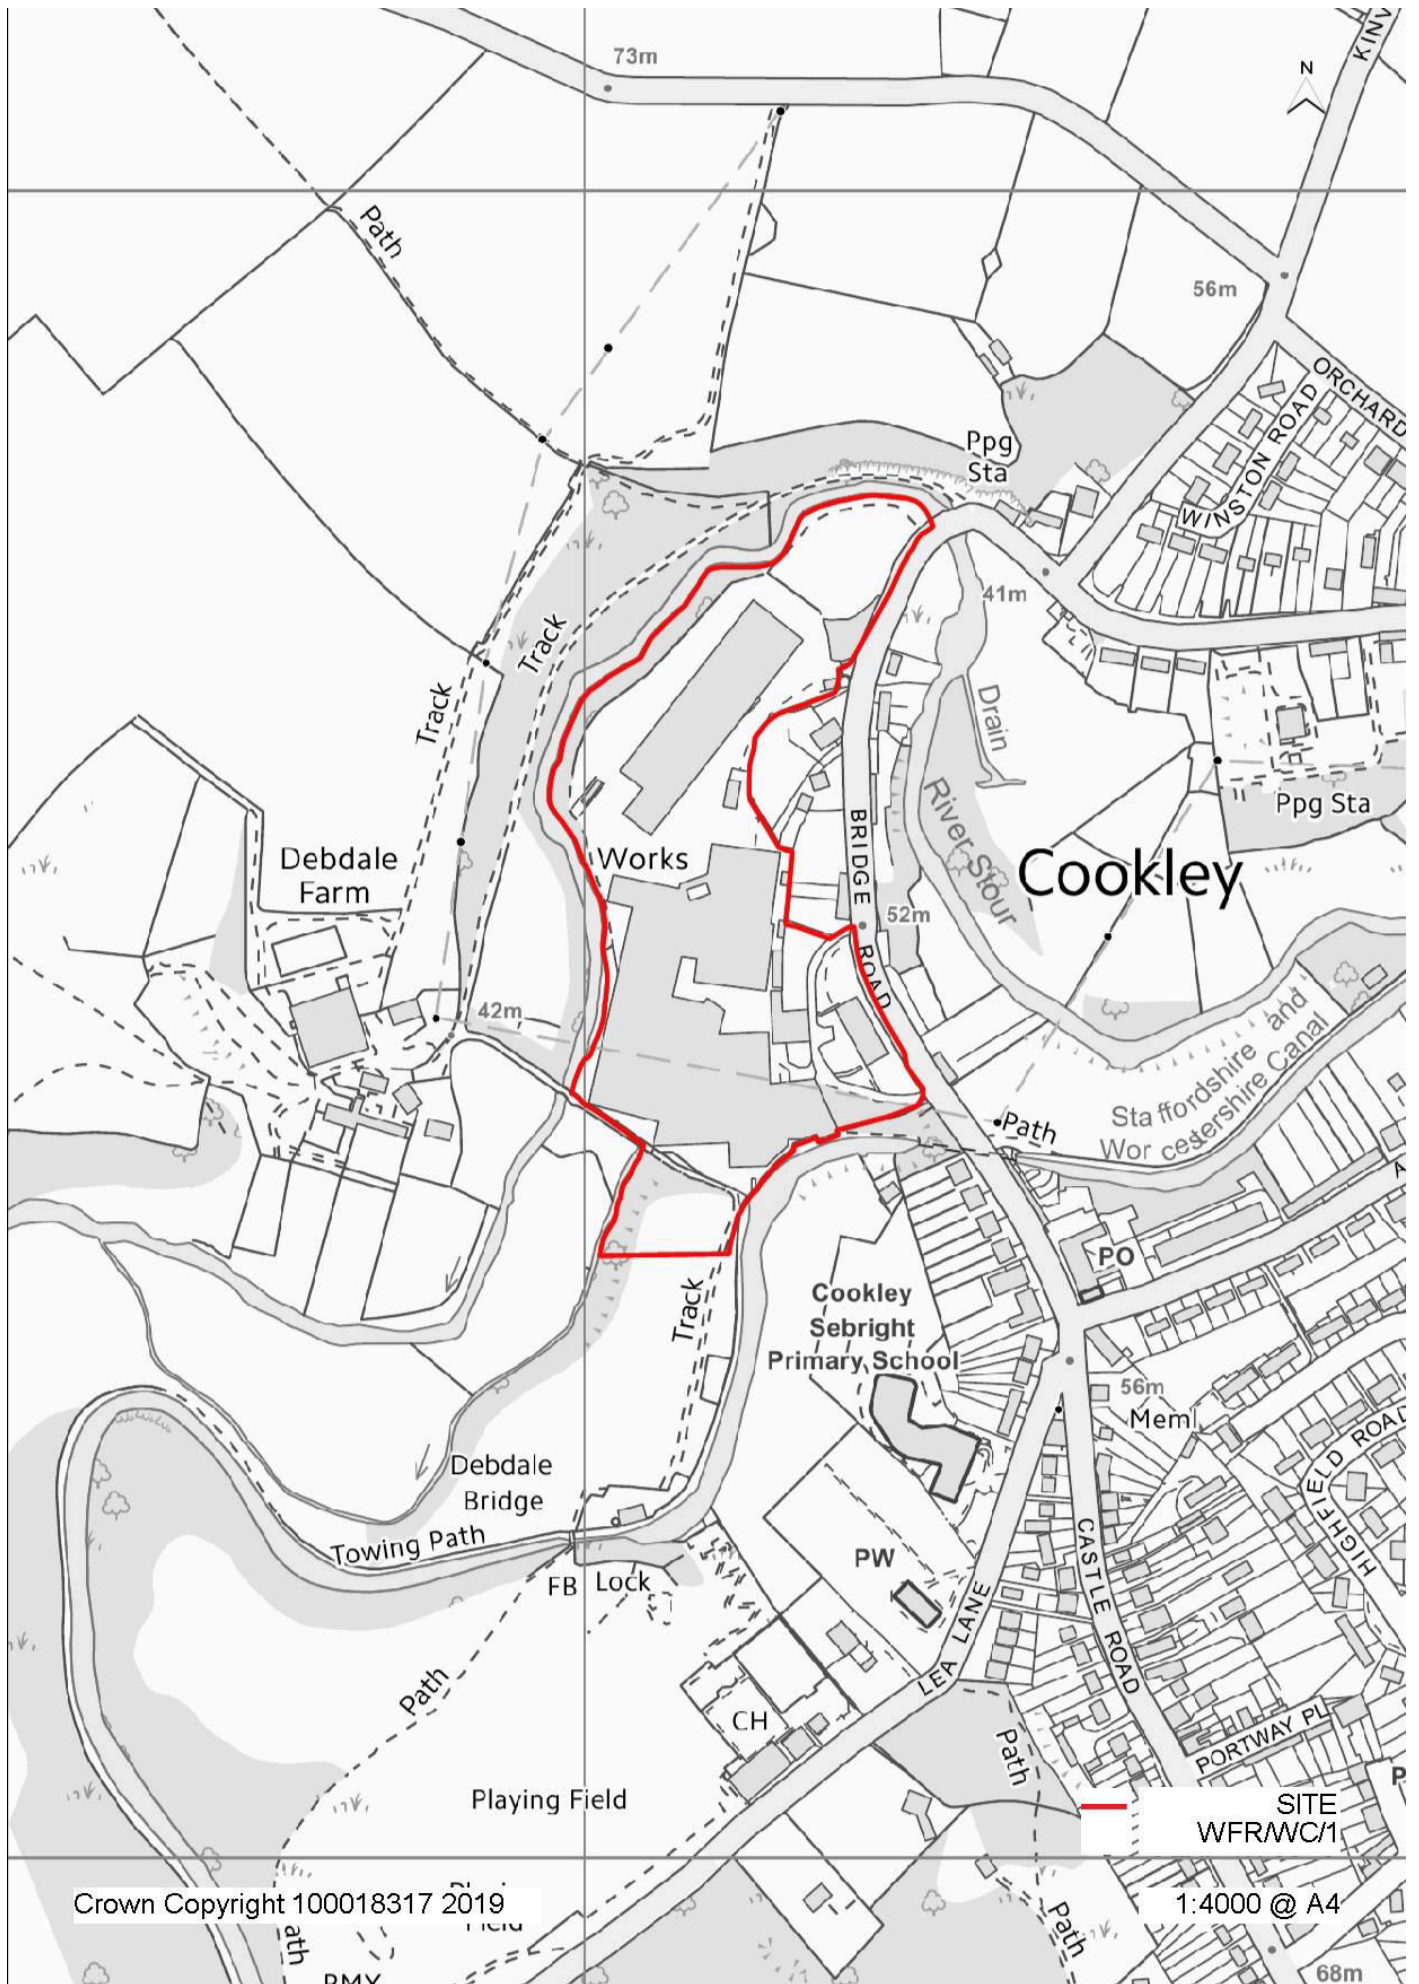 73m
N
KINV
Path
56m
ORCHARD
WINSTON ROAD
Ppg
Sta
41m
Track
Track
Drain
River Stour
Ppg Sta
BRIDGE
ROAD
Works
Debdale
Farm
Cookley
52m
42m
Staffordshire and
Worcestershire Canal
Path
A
PO
Track
Cookley
Sebright
Primary School
56m
Meml
HIGHFIELD ROAD
Debdale
Bridge
Towing Path
FB
Lock
PW
CASTLE ROAD
LEA LANE
Path
CH
Path
PORTWAY PL
P
Playing Field
SITE
WFR/WC/1
Crown Copyright 100018317 2019
1:4000 @ A4
Field
ath
Path
68m